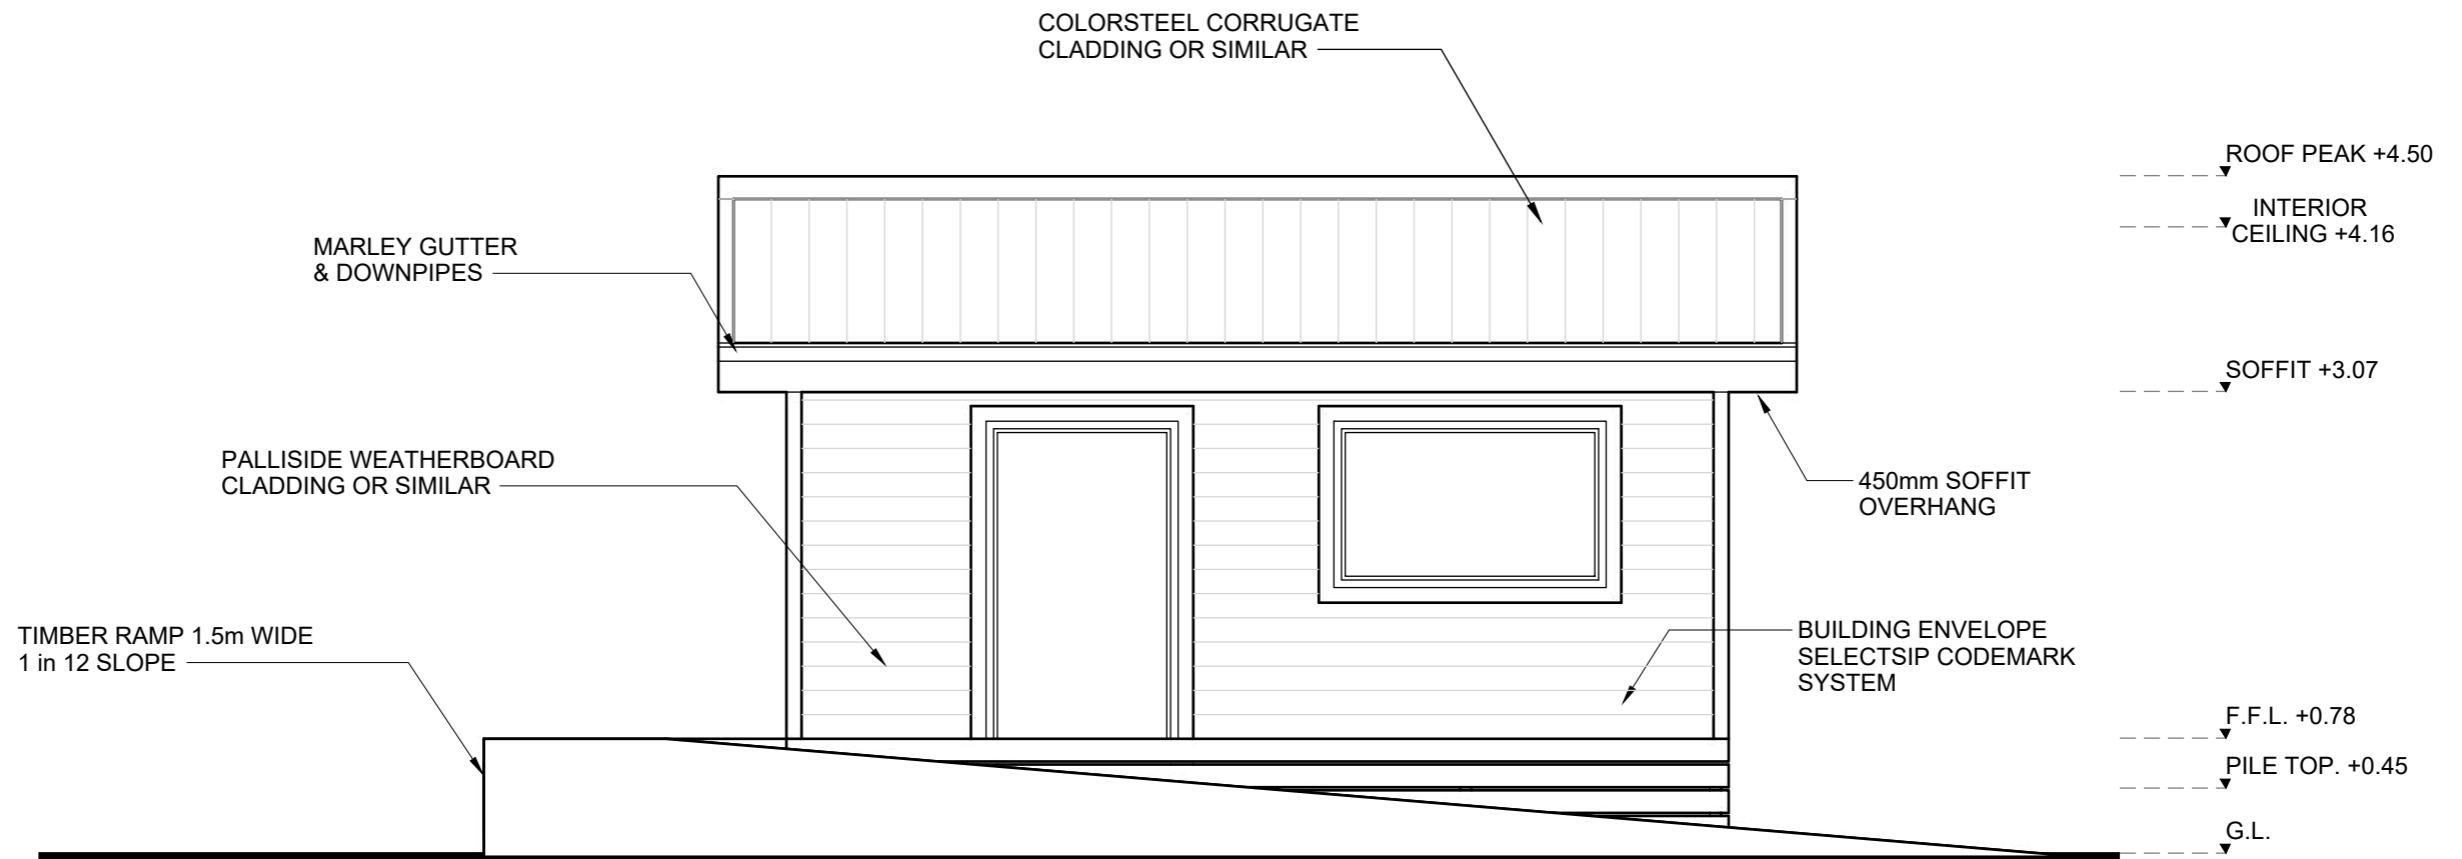 COLORSTEEL CORRUGATE
CLADDING OR SIMILAR
ROOF PEAK +4.50
INTERIOR
CEILING +4.16
MARLEY GUTTER
& DOWNPIPES
SOFFIT +3.07
PALLISIDE WEATHERBOARD
CLADDING OR SIMILAR
450mm SOFFIT
OVERHANG
TIMBER RAMP 1.5m WIDE
1 in 12 SLOPE
BUILDING ENVELOPE
SELECTSIP CODEMARK
SYSTEM
F.F.L. +0.78
PILE TOP. +0.45
G.L.